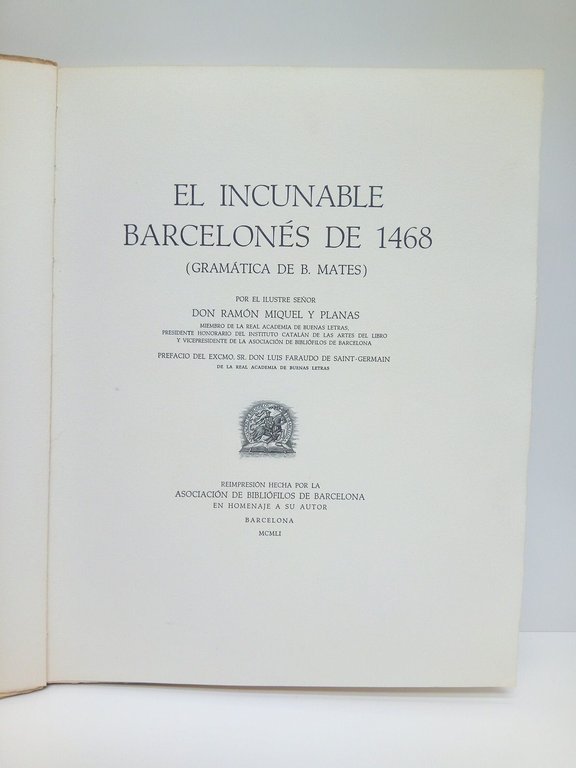 EL INCUNABLE
BARCELONÉS DE 1468
(GRAMÁTICA DE B. MATES)
POR EL ILUSTRE SEÑOR
DON RAMÓN MIQUEL Y PLANAS
MIEMBRO DE LA REAL ACADEMIA DE BUENAS LETRAS,
PRESIDENTE HONORARIO DEL INSTITUTO CATALÁN DE LAS ARTES DEL LIBRO
Y VICEPRESIDENTE DE LA ASOCIACIÓN DE BIBLIÓFILOS DE BARCELONA
PREFACIO DEL EXCMO. SR. DON LUIS FARAUDO DE SAINT-GERMAIN
DE LA REAL ACADEMIA DE BUENAS LETRAS
REIMPRESIÓN HECHA POR LA
ASOCIACIÓN DE BIBLIÓFILOS DE BARCELONA
EN HOMENAJE A SU AUTOR
BARCELONA
MCMLI